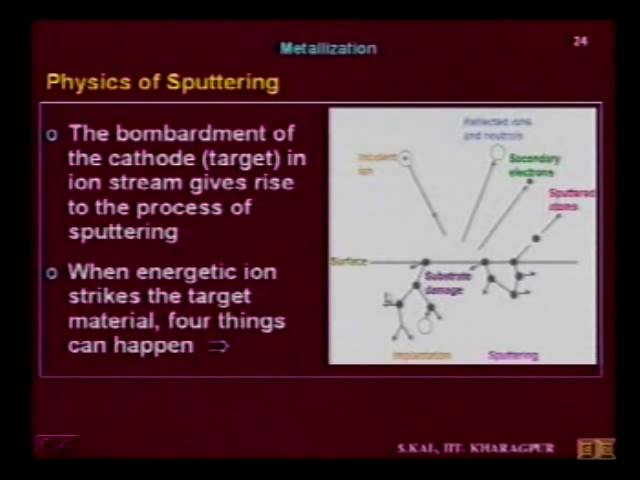 Metallization
24
Physics of Sputtering
o The bombardment of
the cathode (target) in
ion stream gives rise
to the process of
sputtering
o When energetic ion
strikes the target
material, four things
can happen ⇒
Reflected ions
and neutrals
Incident
ion
Secondary
electrons
Sputtered
atoms
Surface
Substrate
damage
Implantation
Sputtering
S.KAL, IIT- KHARAGPUR